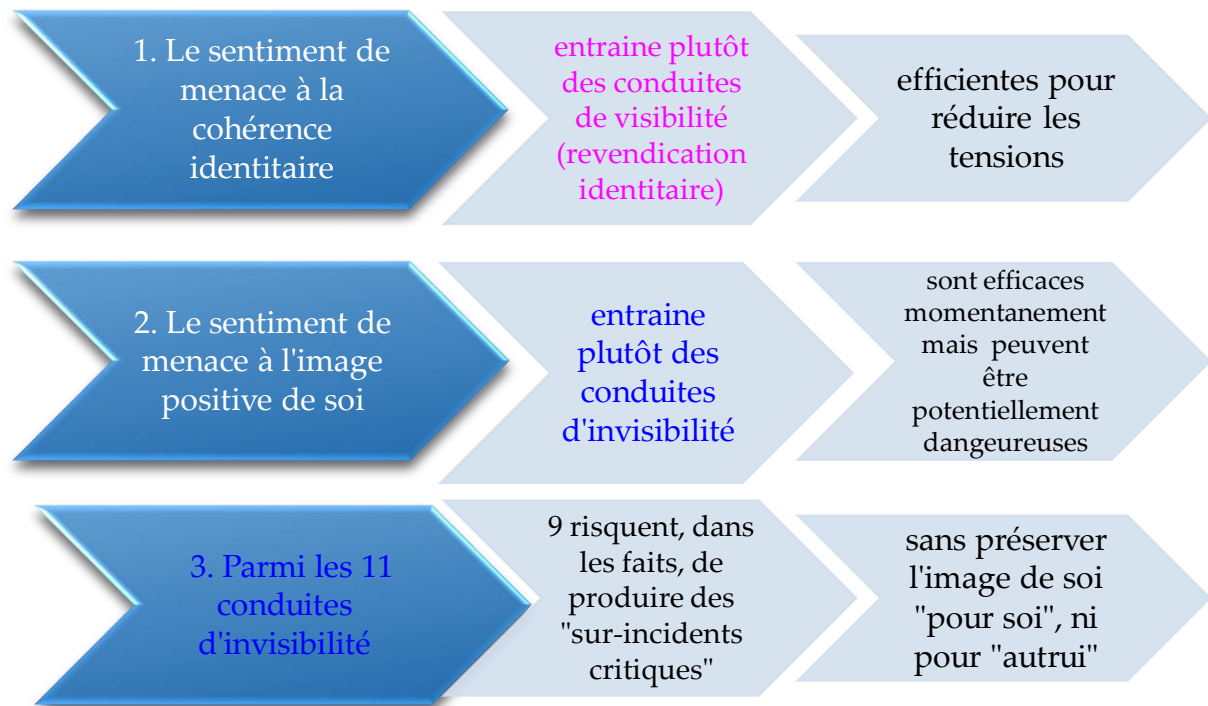 1. Le sentiment de
menace à la
cohérence
identitaire
entraine plutôt
des conduites
de visibilité
(revendication
identitaire)
efficientes pour
réduire les
tensions
2. Le sentiment de
menace à l'image
positive de soi
entraine
plutôt des
conduites
d'invisibilité
sont efficaces
momentanement
mais peuvent
être
potentiellement
dangeureuses
3. Parmi les 11
conduites
d'invisibilité
9 risquent, dans
les faits, de
produire des
"sur-incidents
critiques"
sans préserver
l'image de soi
"pour soi", ni
pour "autrui"